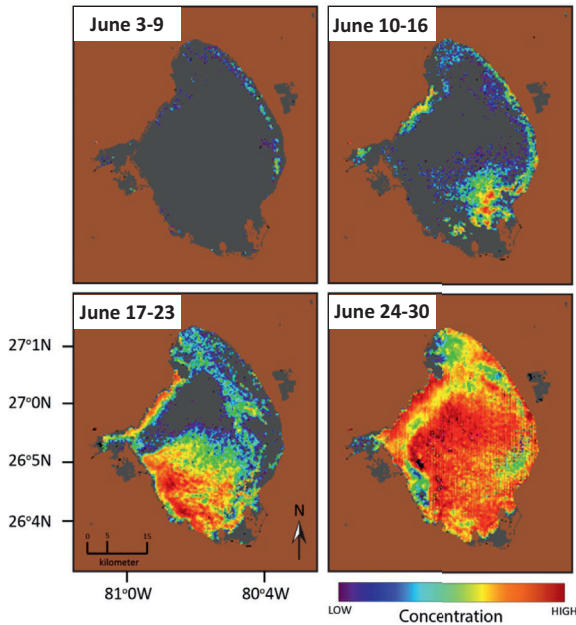 June 3-9
June 10-16
June 17-23
June 24-30
27°1N
27°0N
26°5N
26°4N
N
0 5 15
kilometer
81°0W
80°4W
LOW
HIGH
Concentration